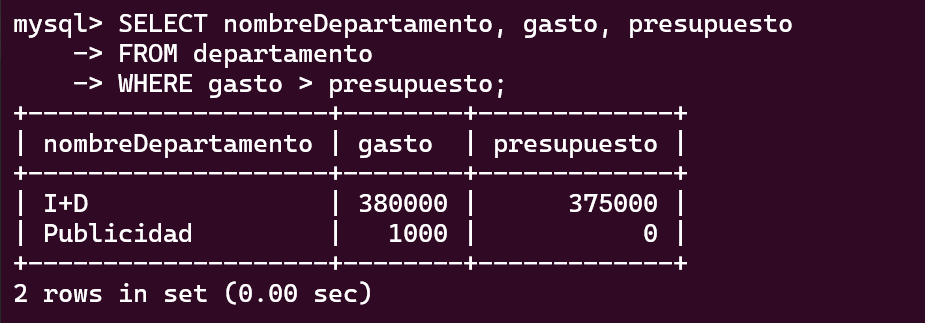 mysql> SELECT nombreDepartamento, gasto, presupuesto
    -> FROM departamento
    -> WHERE gasto > presupuesto;
+--------------------+--------+-------------+
| nombreDepartamento | gasto  | presupuesto |
+--------------------+--------+-------------+
| I+D                | 380000 |      375000 |
| Publicidad         |   1000 |           0 |
+--------------------+--------+-------------+
2 rows in set (0.00 sec)